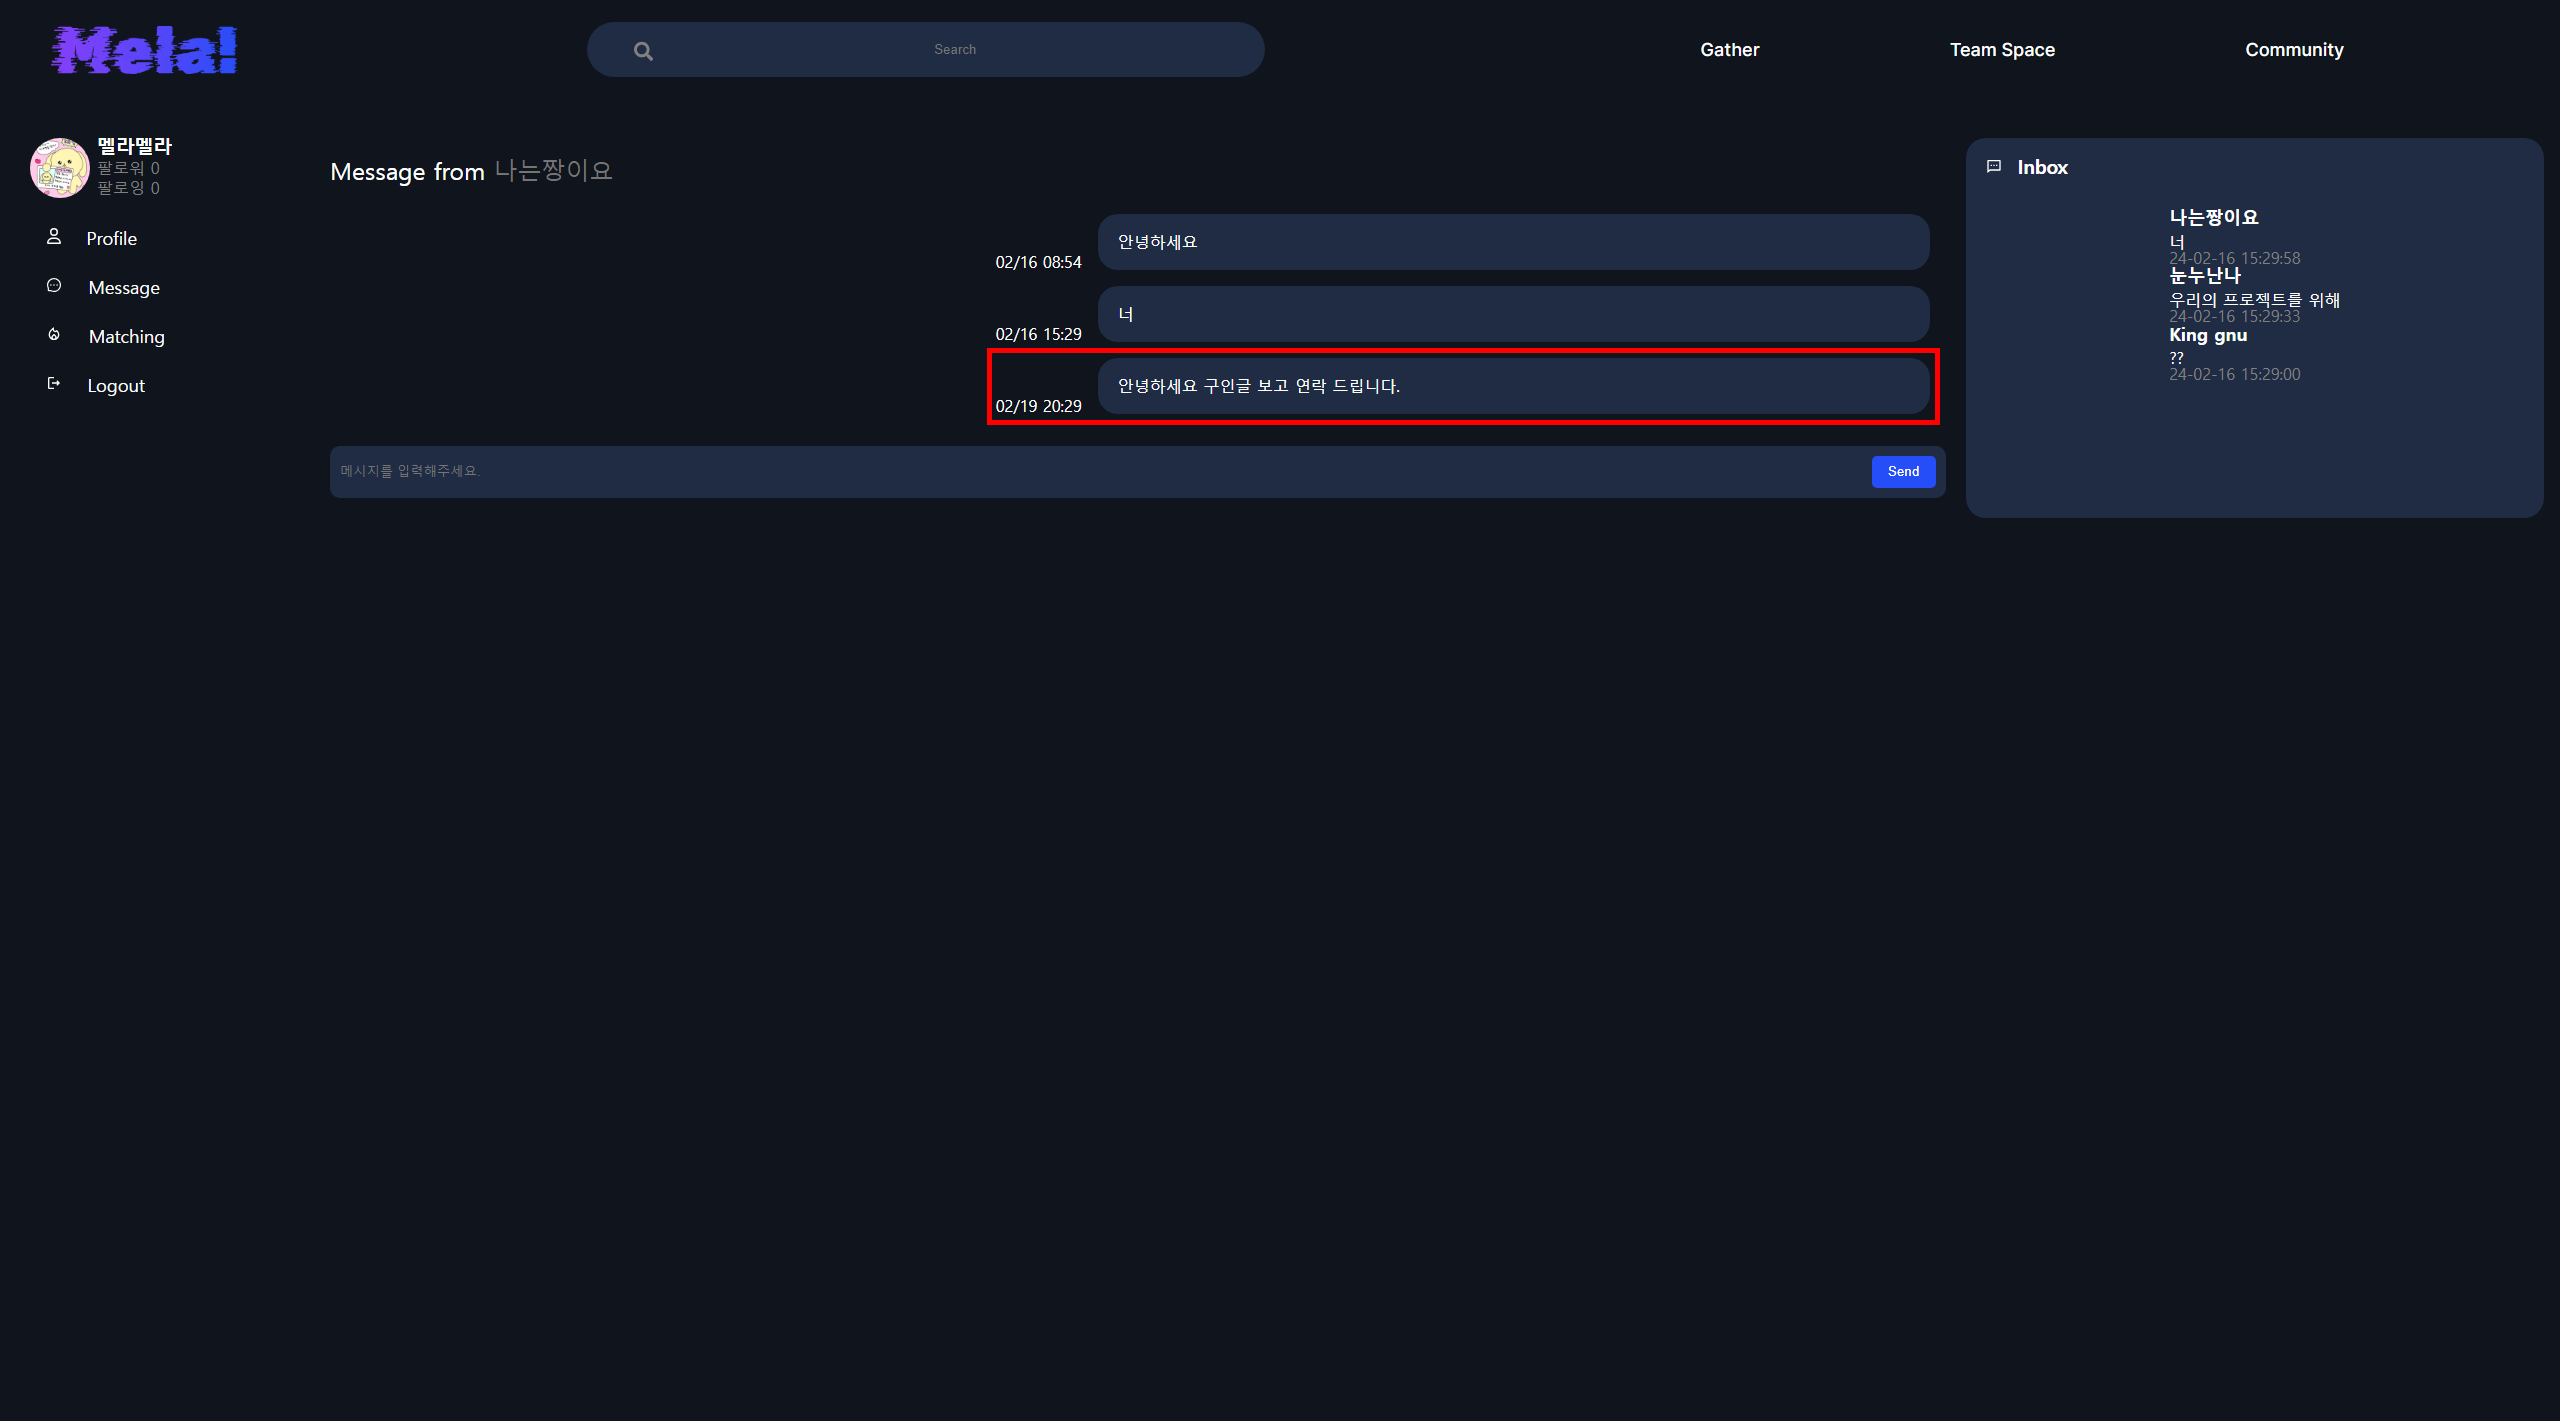 Mela!
Search
Gather
Team Space
Community
멜라멜라
팔로워 0
팔로잉 0
Profile
Message
Matching
Logout
Message from 나는짱이요
안녕하세요
02/16 08:54
너
02/16 15:29
안녕하세요 구인글 보고 연락 드립니다.
02/19 20:29
메시지를 입력해주세요.
Send
Inbox
나는짱이요
너
24-02-16 15:29:58
눈누난나
우리의 프로젝트를 위해
24-02-16 15:29:33
King gnu
??
24-02-16 15:29:00